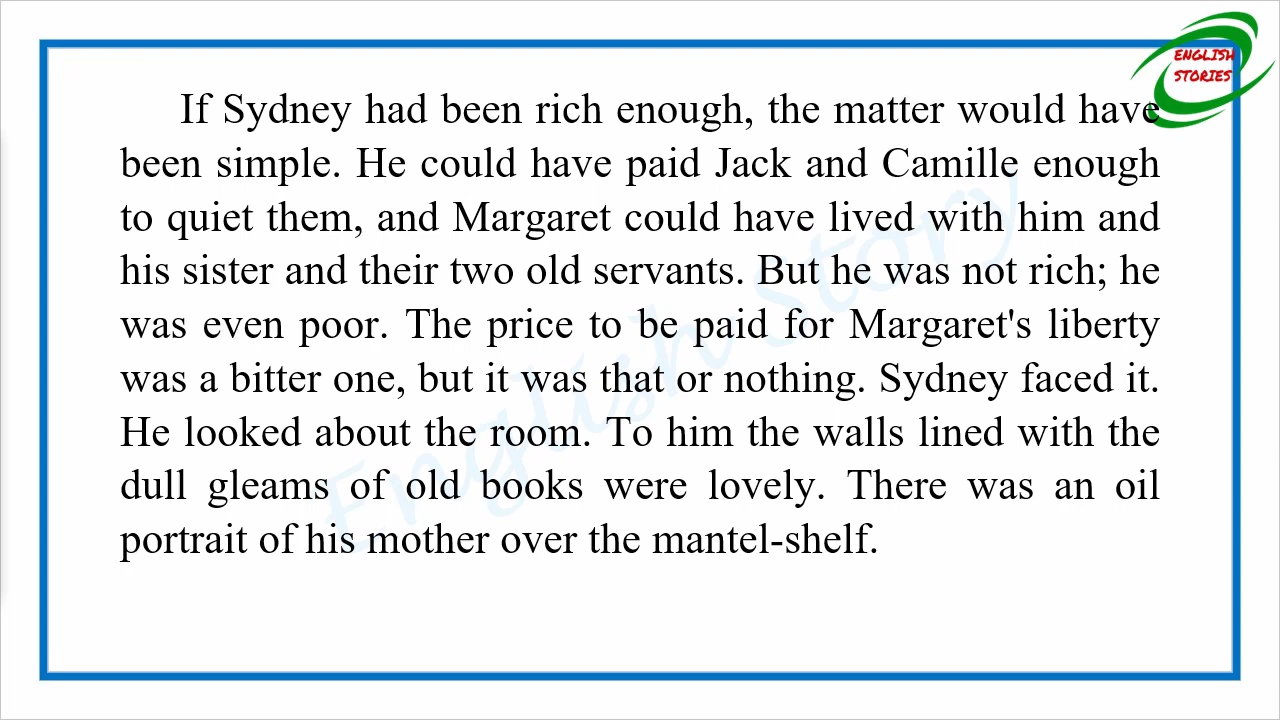 ENGLISH
STORIES
If Sydney had been rich enough, the matter would have
been simple. He could have paid Jack and Camille enough
to quiet them, and Margaret could have lived with him and
his sister and their two old servants. But he was not rich; he
was even poor. The price to be paid for Margaret's liberty
was a bitter one, but it was that or nothing. Sydney faced it.
He looked about the room. To him the walls lined with the
dull gleams of old books were lovely. There was an oil
portrait of his mother over the mantel-shelf.
English Story